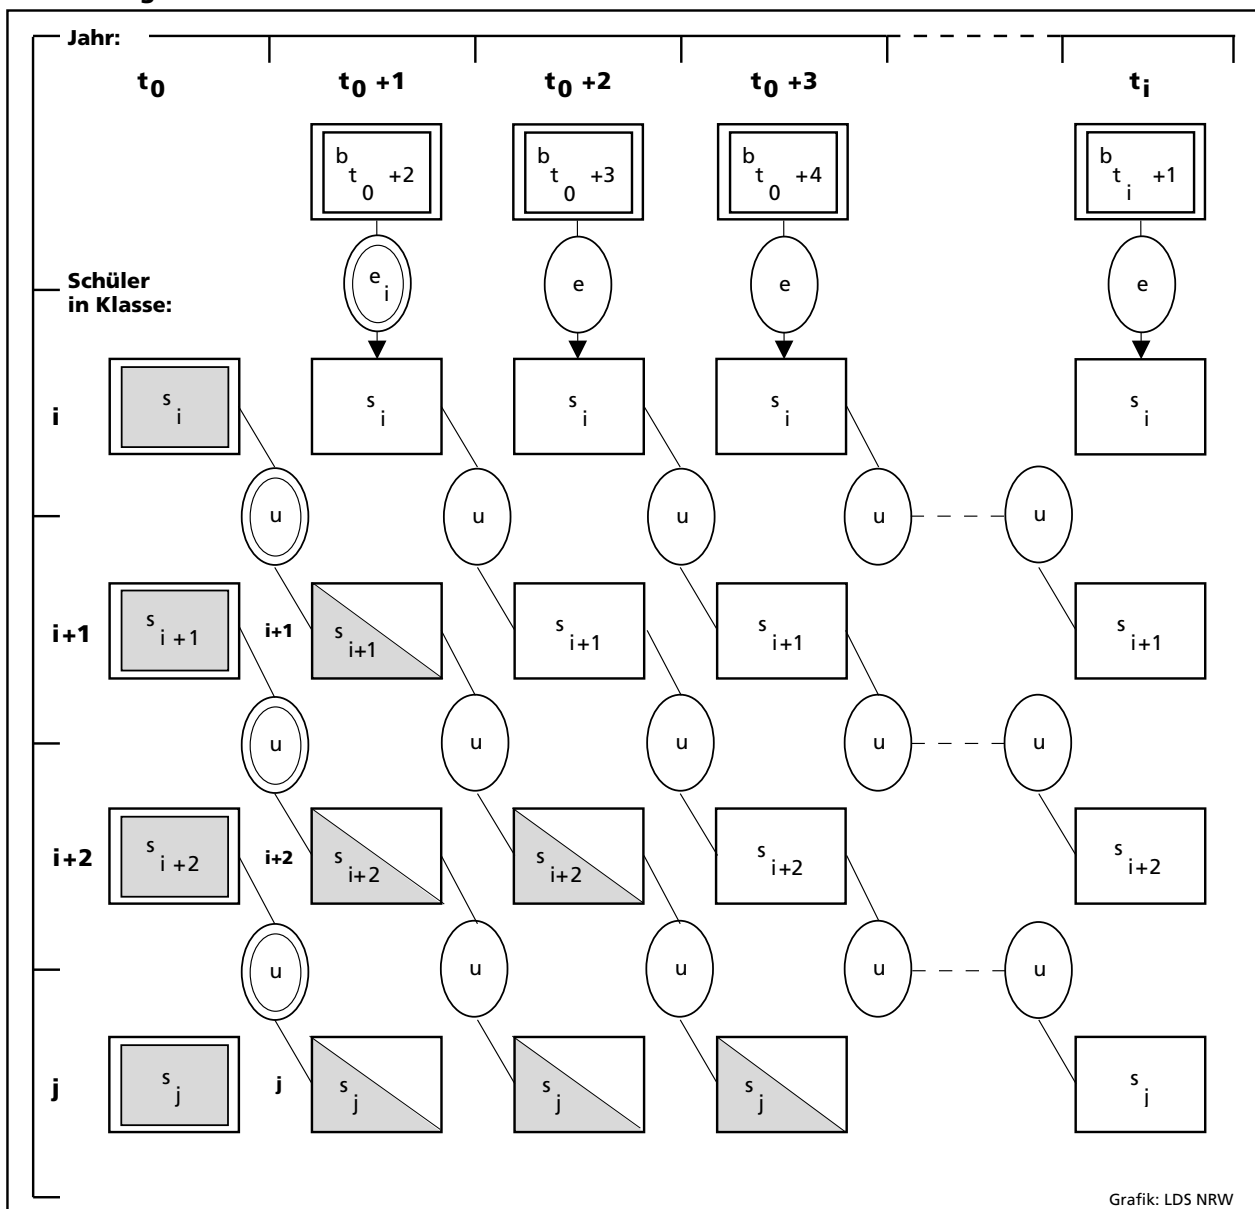 Jahr:
t0 t0 +1 t0 +2 t0 +3 ti
b t0 +2 b t0 +3 b t0 +4 b ti +1
Schüler
in Klasse:
ei e e e
i si si si si si
u u u u u
i+1 si +1 i+1 si+1 si+1 si+1 si+1
u u u u u
i+2 si +2 i+2 si+2 si+2 si+2 si+2
u u u u u
j sj j sj sj sj sj
Grafik: LDS NRW